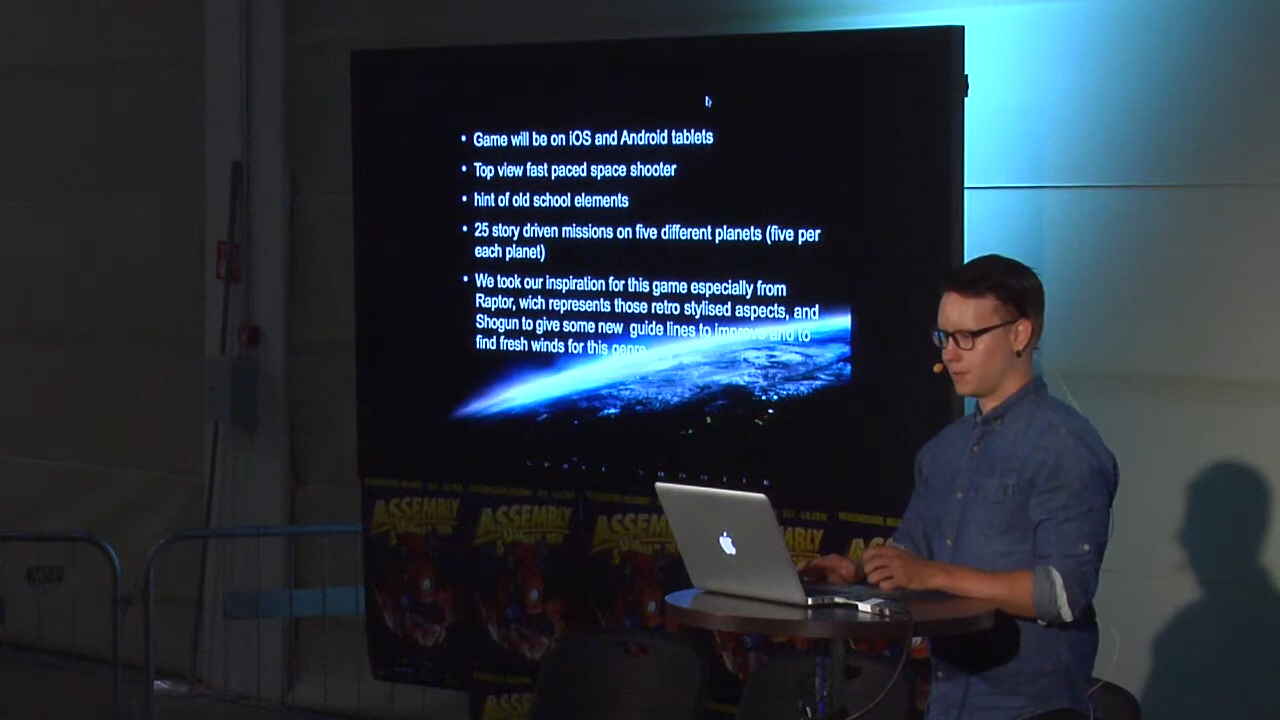 • Game will be on iOS and Android tablets
• Top view fast paced space shooter
• hint of old school elements
• 25 story driven missions on five different planets (five per
each planet)
• We took our inspiration for this game especially from
Raptor, wich represents those retro stylised aspects, and
Shogun to give some new guide lines to improve and to
find fresh winds for this genre
ASSEMBLY ASSEMBLY ASSEMBLY